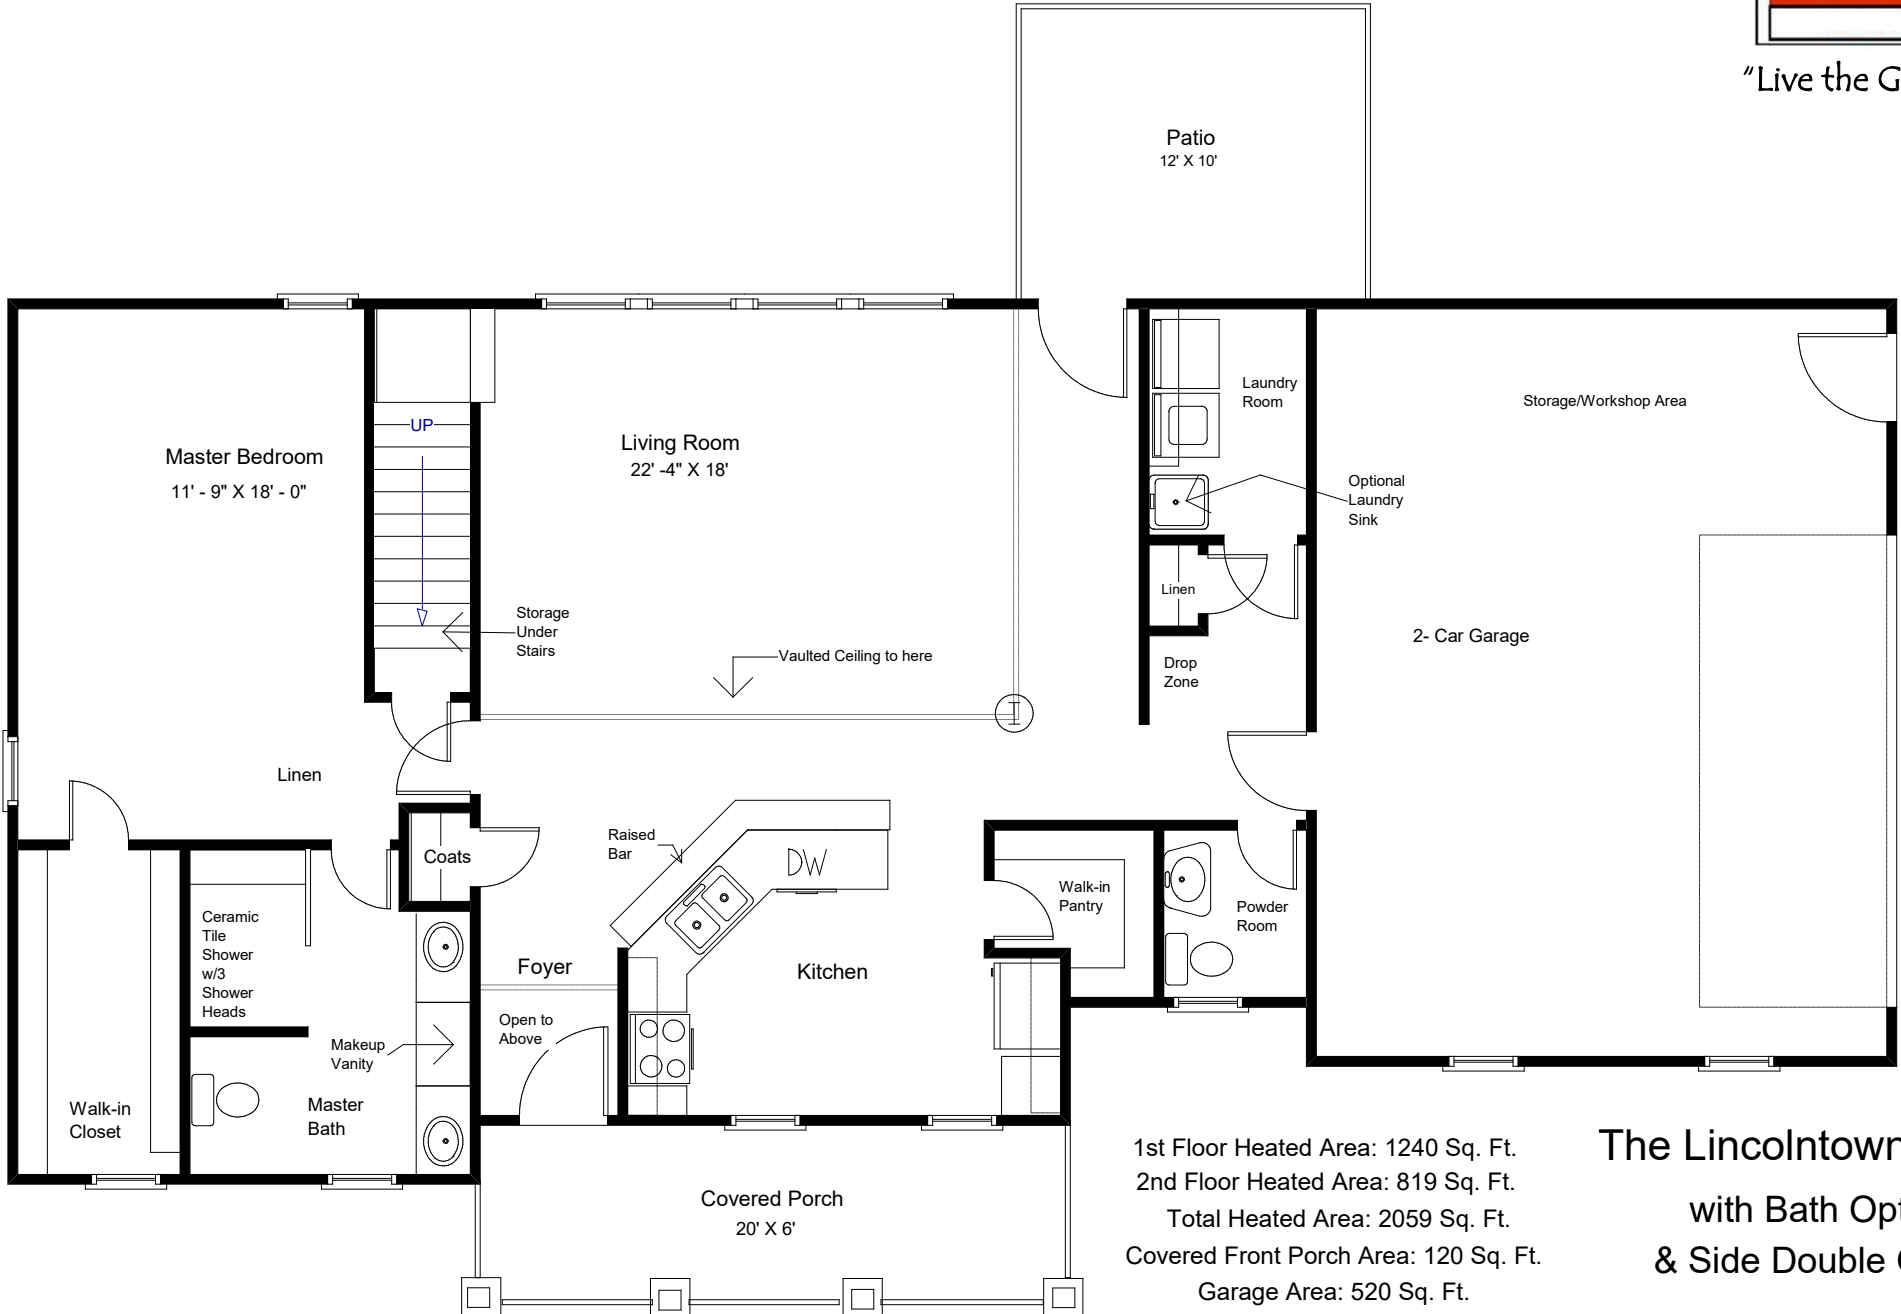 "Live the G
Patio
12' X 10'
Master Bedroom
11' - 9" X 18' - 0"
UP
Living Room
22' -4" X 18'
Laundry
Room
Storage/Workshop Area
Optional
Laundry
Sink
Linen
Storage
Under
Stairs
Vaulted Ceiling to here
Drop
Zone
2- Car Garage
Linen
Coats
Raised
Bar
DW
Walk-in
Pantry
Powder
Room
Ceramic
Tile
Shower
w/3
Shower
Heads
Foyer
Kitchen
Open to
Above
Makeup
Vanity
Walk-in
Closet
Master
Bath
Covered Porch
20' X 6'
1st Floor Heated Area: 1240 Sq. Ft.
2nd Floor Heated Area: 819 Sq. Ft.
Total Heated Area: 2059 Sq. Ft.
Covered Front Porch Area: 120 Sq. Ft.
Garage Area: 520 Sq. Ft.
The Lincolntown
with Bath Opt
& Side Double